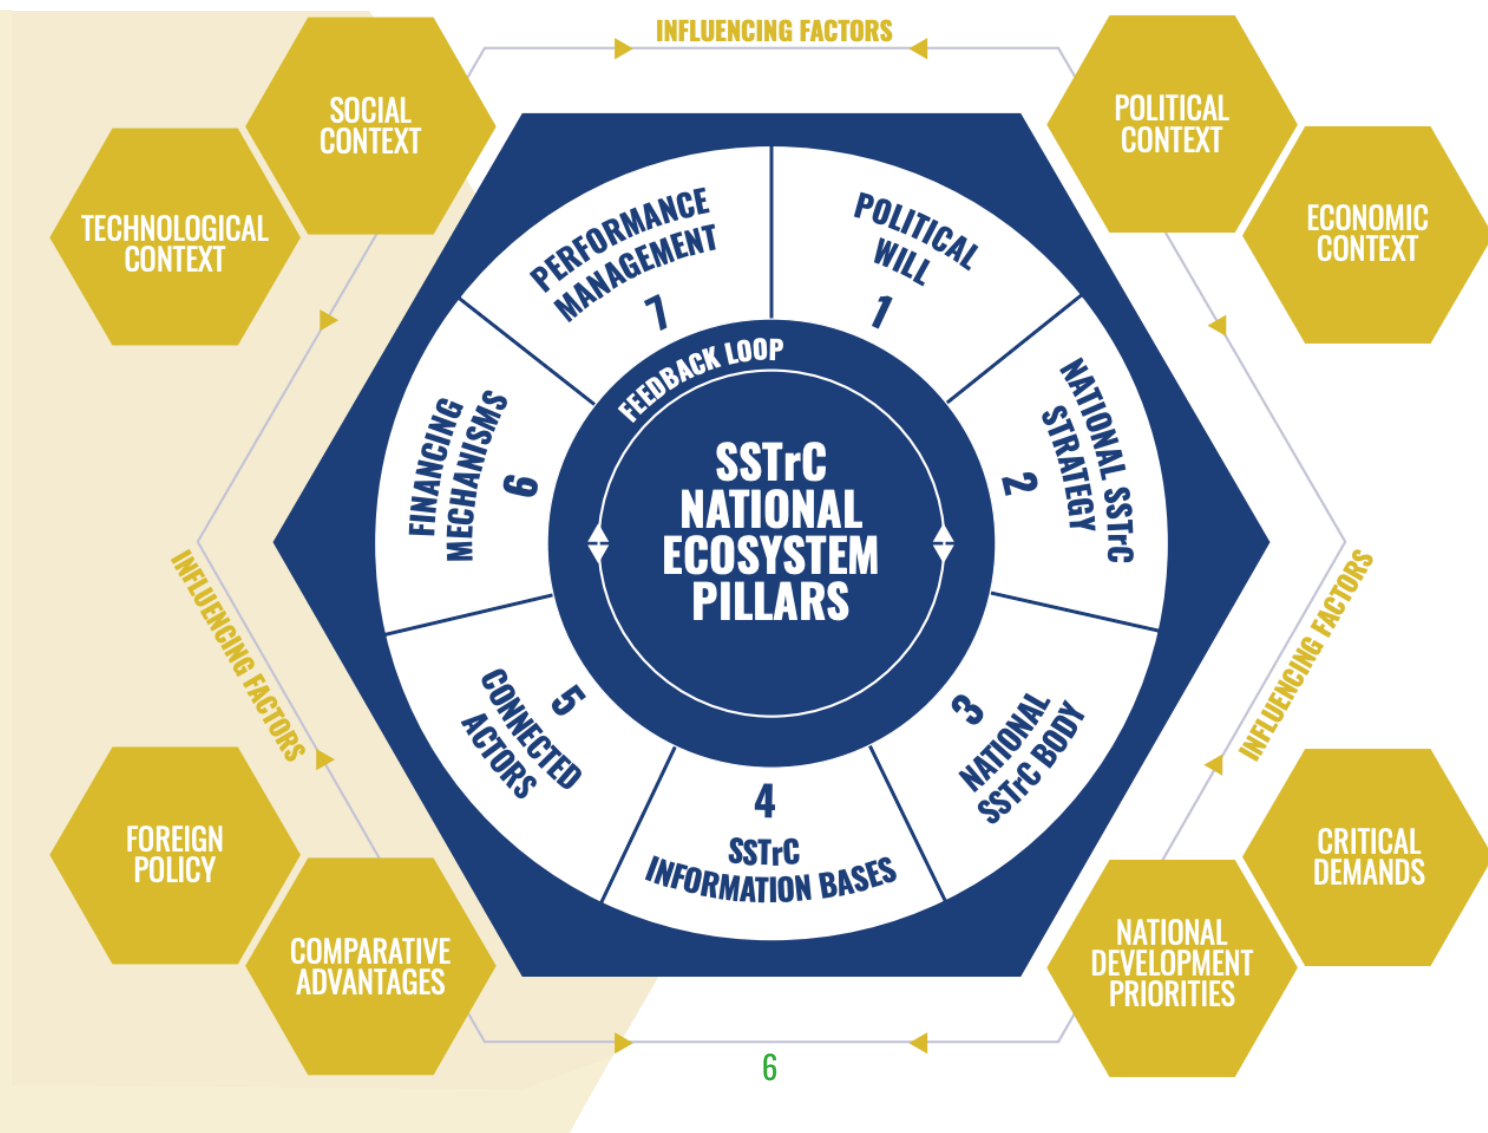 INFLUENCING FACTORS
SOCIAL
CONTEXT
TECHNOLOGICAL
CONTEXT
POLITICAL
CONTEXT
ECONOMIC
CONTEXT
POLITICAL
WILL
1
NATIONAL SSTrC
STRATEGY
2
3
NATIONAL
SSTrC BODY
4
SSTrC
INFORMATION BASES
5
CONNECTED
ACTORS
FINANCING
MECHANISMS
6
PERFORMANCE
MANAGEMENT
7
FEEDBACK LOOP
SSTrC
NATIONAL
ECOSYSTEM
PILLARS
INFLUENCING FACTORS
INFLUENCING FACTORS
FOREIGN
POLICY
COMPARATIVE
ADVANTAGES
CRITICAL
DEMANDS
NATIONAL
DEVELOPMENT
PRIORITIES
6